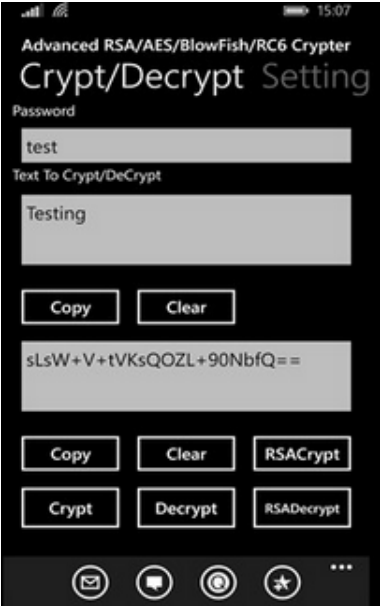 15:07
Advanced RSA/AES/BlowFish/RC6 Crypter
Crypt/Decrypt Setting
Password
test
Text To Crypt/DeCrypt
Testing
Copy Clear
sLsW+V+tVKsQOZL+90NbfQ==
Copy Clear RSACrypt
Crypt Decrypt RSADecrypt